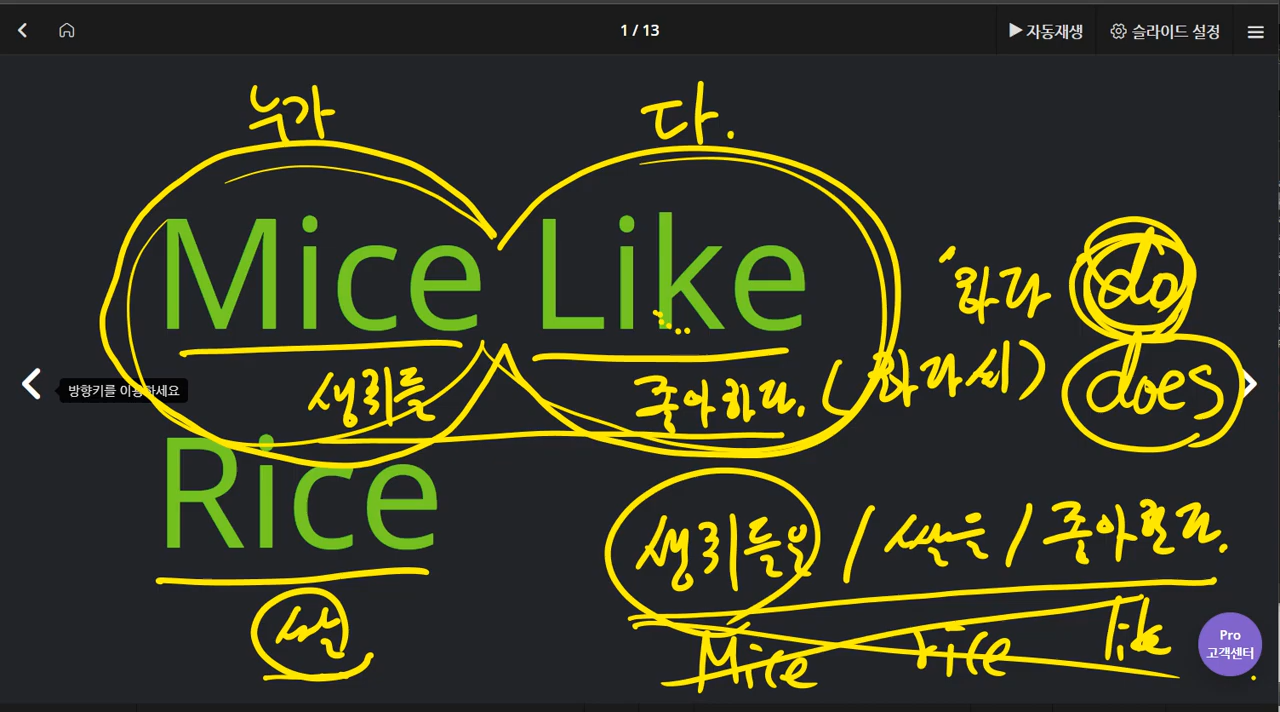 1 / 13
자동재생
슬라이드 설정
누가 다.
Mice Like
하다 do
방향키를 이용하세요
생쥐들 좋아하다. (하다씨) does
Rice
생쥐들은 / 쌀을 / 좋아한다.
쌀
Mice rice like
Pro
고객센터